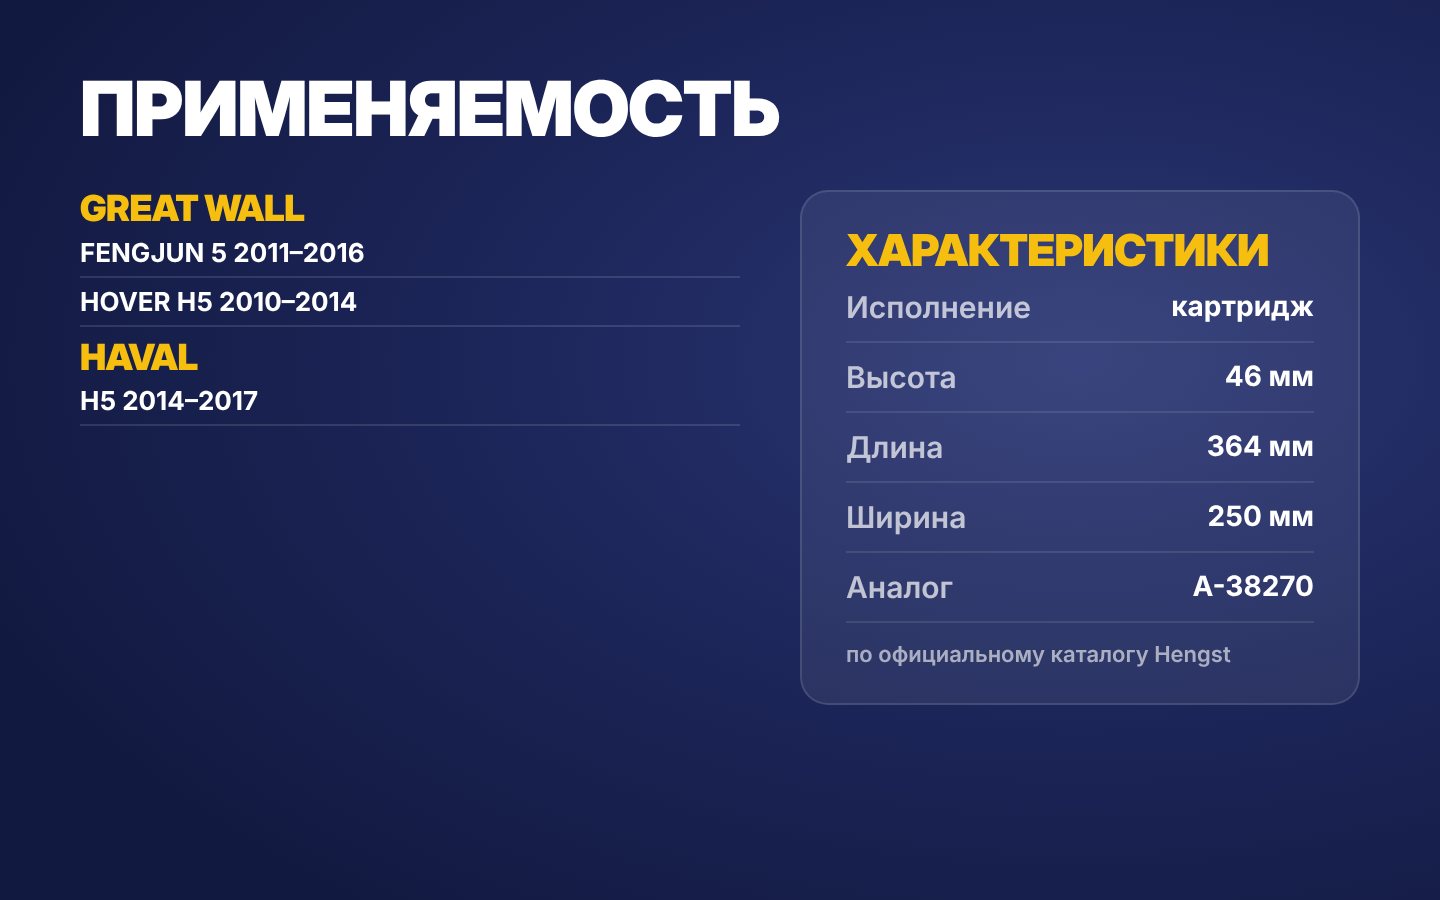 ПРИМЕНЯЕМОСТЬ
GREAT WALL
FENGJUN 5 2011–2016
HOVER H5 2010–2014
HAVAL
H5 2014–2017
ХАРАКТЕРИСТИКИ
Исполнение картридж
Высота 46 мм
Длина 364 мм
Ширина 250 мм
Аналог A-38270
по официальному каталогу Hengst